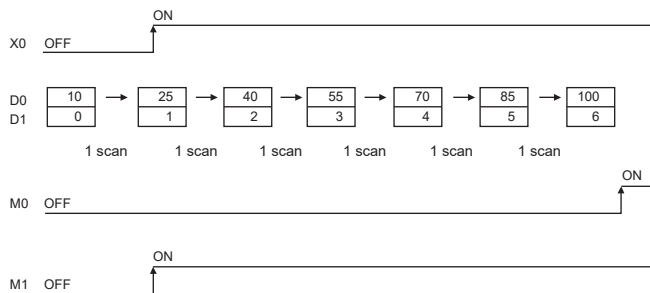 ON
X0 OFF
D0 10 25 40 55 70 85 100
D1 0 1 2 3 4 5 6
1 scan 1 scan 1 scan 1 scan 1 scan 1 scan
ON
M0 OFF
ON
M1 OFF